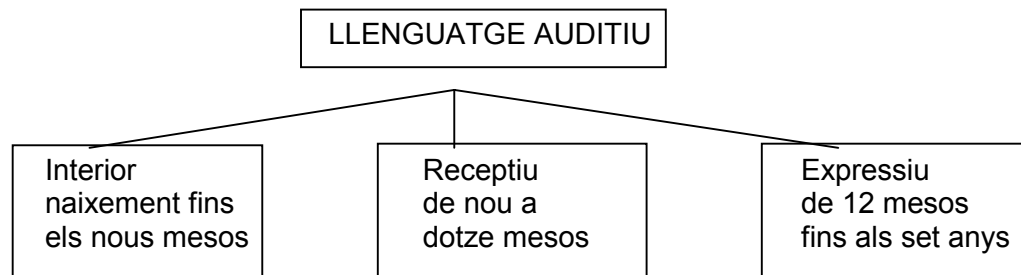 LLENGUATGE AUDITIU
Interior
naixement fins
els nous mesos
Receptiu
de nou a
dotze mesos
Expressiu
de 12 mesos
fins als set anys